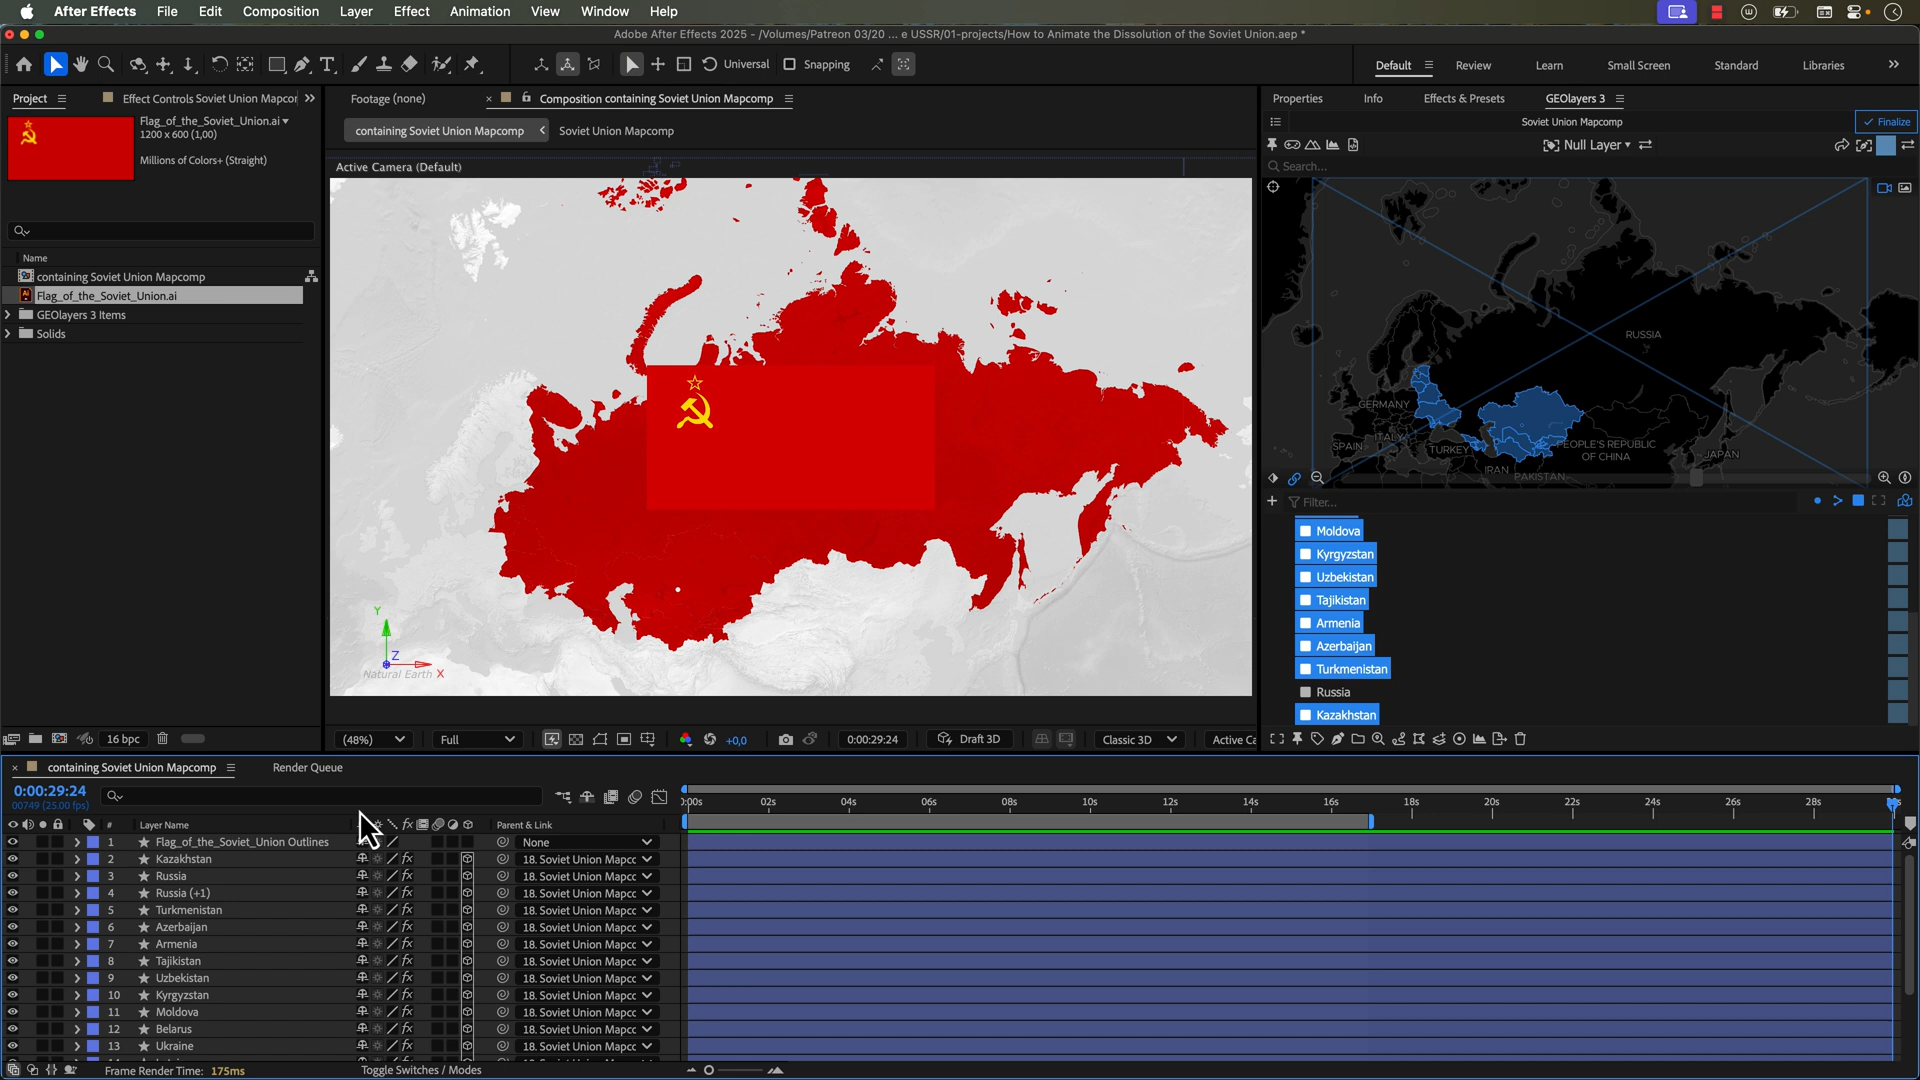 After Effects File Edit Composition Layer Effect Animation View Window Help
Adobe After Effects 2025 - /Volumes/Patreon 03/20 ... e USSR/01-projects/How to Animate the Dissolution of the Soviet Union.aep *
Universal Snapping Default Review Learn Small Screen Standard Libraries
Project Effect Controls Soviet Union Mapcor
Flag_of_the_Soviet_Union.ai
1200 x 600 (1,00)
Millions of Colors+ (Straight)
Name
containing Soviet Union Mapcomp
Flag_of_the_Soviet_Union.ai
GEOlayers 3 Items
Solids
16 bpc
Footage (none) Composition containing Soviet Union Mapcomp
containing Soviet Union Mapcomp Soviet Union Mapcomp
Active Camera (Default)
Y
Z
X
Natural Earth
(48%) Full +0,0 0:00:29:24 Draft 3D Classic 3D Active Ca
Properties Info Effects & Presets GEOlayers 3
Soviet Union Mapcomp Finalize
Null Layer
Search...
RUSSIA
GERMANY
ITALY
SPAIN
TURKEY
PEOPLE'S REPUBLIC
OF CHINA
JAPAN
IRAN
PAKISTAN
Filter...
Moldova
Kyrgyzstan
Uzbekistan
Tajikistan
Armenia
Azerbaijan
Turkmenistan
Russia
Kazakhstan
containing Soviet Union Mapcomp Render Queue
0:00:29:24
00749 (25.00 fps)
0:00s 02s 04s 06s 08s 10s 12s 14s 16s 18s 20s 22s 24s 26s 28s
# Layer Name fx Parent & Link
1 Flag_of_the_Soviet_Union Outlines None
2 Kazakhstan fx 18. Soviet Union Mapcc
3 Russia fx 18. Soviet Union Mapcc
4 Russia (+1) fx 18. Soviet Union Mapcc
5 Turkmenistan fx 18. Soviet Union Mapcc
6 Azerbaijan fx 18. Soviet Union Mapcc
7 Armenia fx 18. Soviet Union Mapcc
8 Tajikistan fx 18. Soviet Union Mapcc
9 Uzbekistan fx 18. Soviet Union Mapcc
10 Kyrgyzstan fx 18. Soviet Union Mapcc
11 Moldova fx 18. Soviet Union Mapcc
12 Belarus fx 18. Soviet Union Mapcc
13 Ukraine fx 18. Soviet Union Mapcc
Frame Render Time: 175ms Toggle Switches / Modes